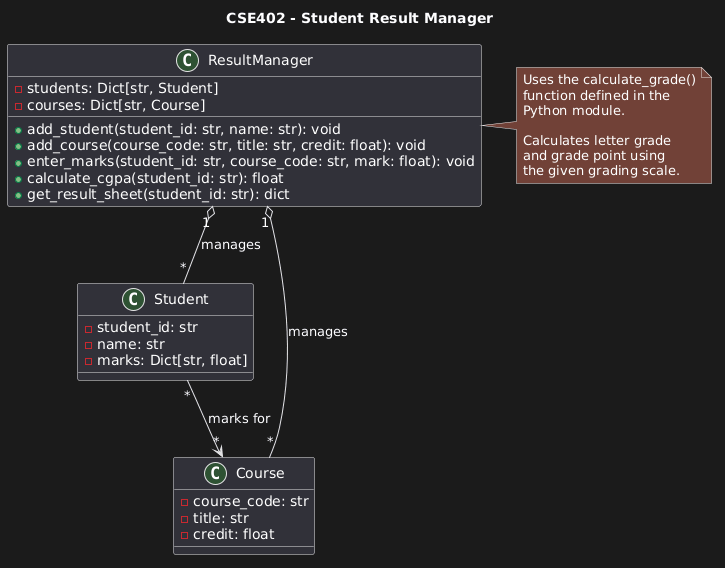 CSE402 - Student Result Manager
C ResultManager
students: Dict[str, Student]
courses: Dict[str, Course]
add_student(student_id: str, name: str): void
add_course(course_code: str, title: str, credit: float): void
enter_marks(student_id: str, course_code: str, mark: float): void
calculate_cgpa(student_id: str): float
get_result_sheet(student_id: str): dict
Uses the calculate_grade()
function defined in the
Python module.
Calculates letter grade
and grade point using
the given grading scale.
1
1
manages
*
C Student
student_id: str
name: str
marks: Dict[str, float]
manages
*
marks for
*
*
C Course
course_code: str
title: str
credit: float